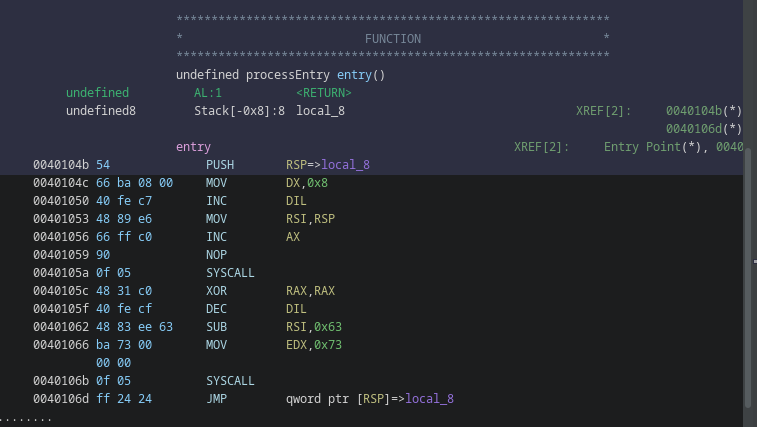 **************************************************************
* FUNCTION *
**************************************************************
undefined processEntry entry()
undefined AL:1 <RETURN>
undefined8 Stack[-0x8]:8 local_8 XREF[2]: 0040104b(*)
0040106d(*)
entry XREF[2]: Entry Point(*), 0040
0040104b 54 PUSH RSP=>local_8
0040104c 66 ba 08 00 MOV DX,0x8
00401050 40 fe c7 INC DIL
00401053 48 89 e6 MOV RSI,RSP
00401056 66 ff c0 INC AX
00401059 90 NOP
0040105a 0f 05 SYSCALL
0040105c 48 31 c0 XOR RAX,RAX
0040105f 40 fe cf DEC DIL
00401062 48 83 ee 63 SUB RSI,0x63
00401066 ba 73 00 MOV EDX,0x73
00 00
0040106b 0f 05 SYSCALL
0040106d ff 24 24 JMP qword ptr [RSP]=>local_8
........